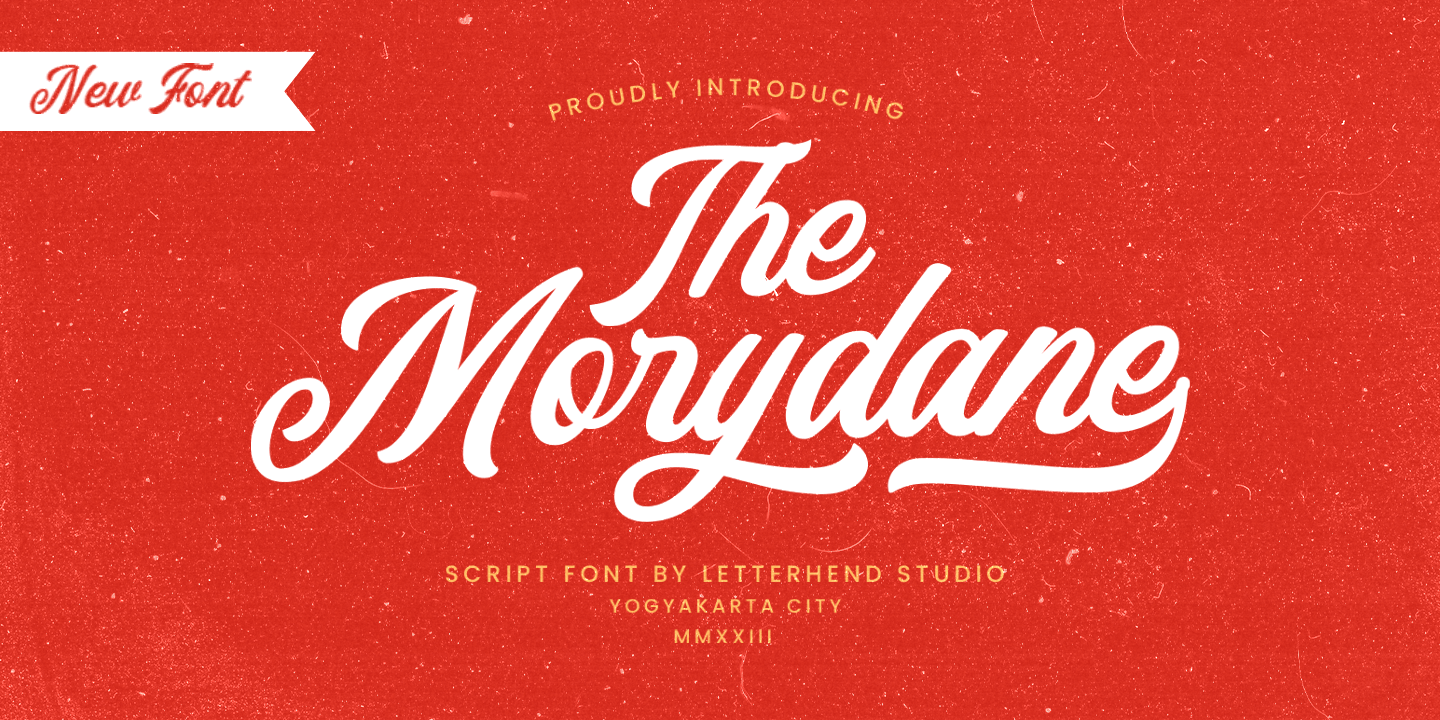 New Font
PROUDLY INTRODUCING
The
Morydane
SCRIPT FONT BY LETTERHEND STUDIO
YOGYAKARTA CITY
MMXXIII